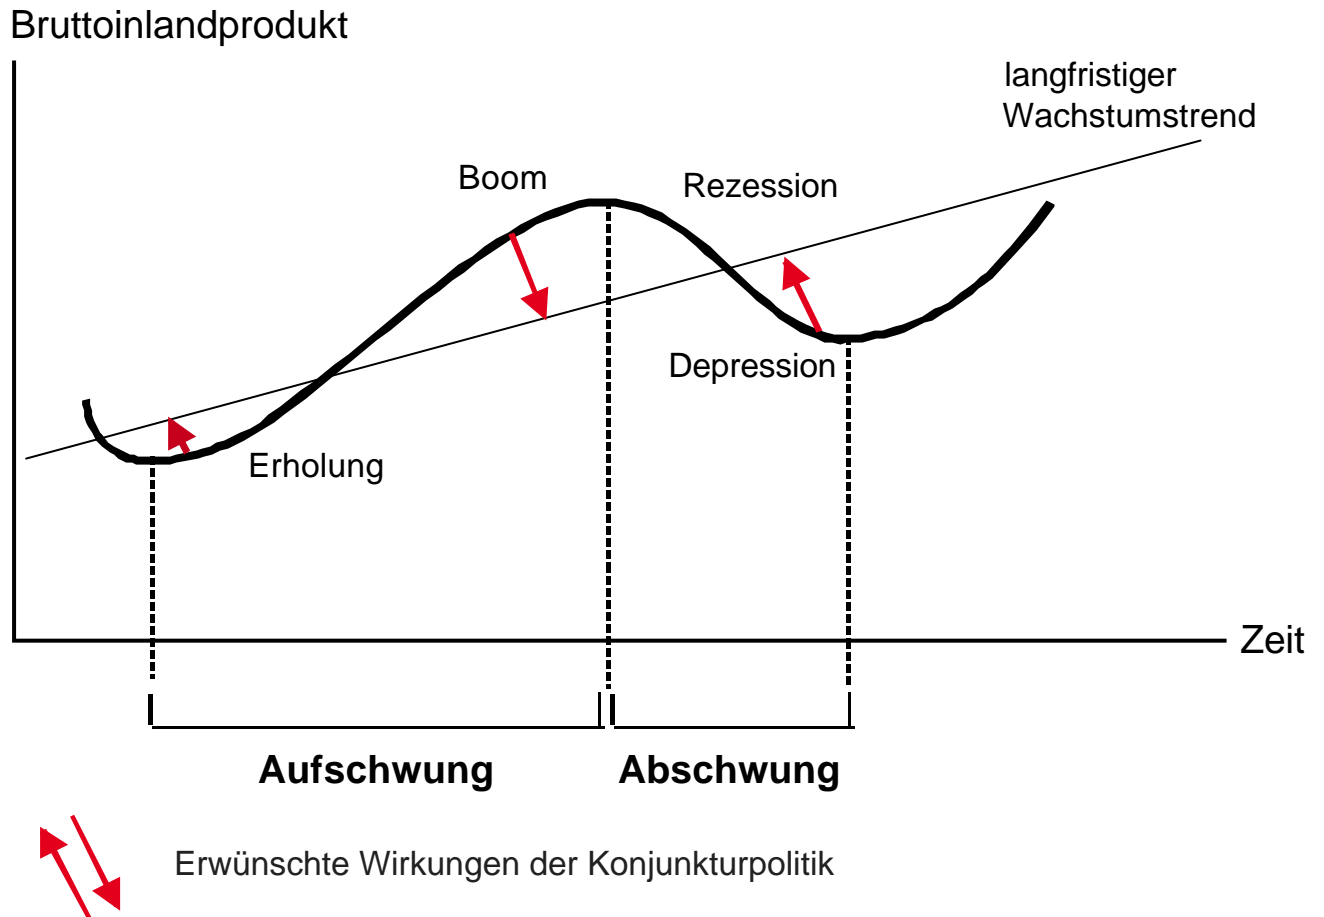 Bruttoinlandprodukt
langfristiger
Wachstumstrend
Boom
Rezession
Depression
Erholung
Zeit
Aufschwung
Abschwung
Erwünschte Wirkungen der Konjunkturpolitik